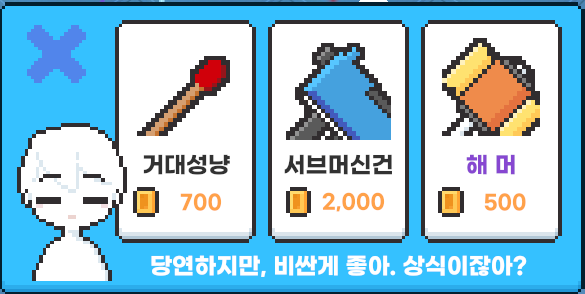 거대성냥
서브머신건
해 머
700
2,000
500
당연하지만, 비싼게 좋아. 상식이잖아?